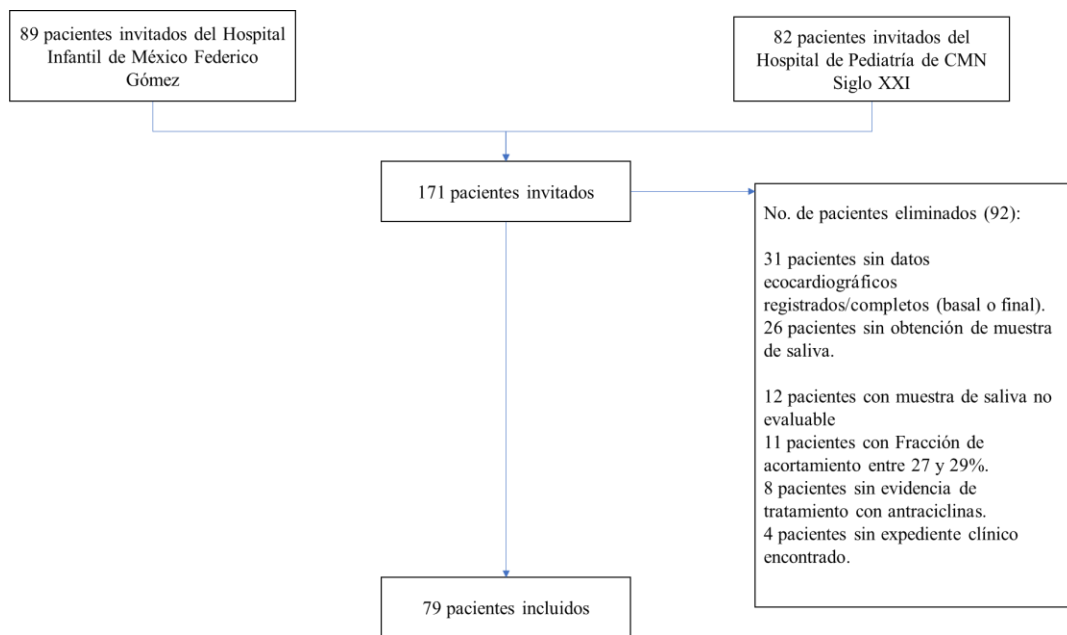 89 pacientes invitados del Hospital
Infantil de México Federico
Gómez
82 pacientes invitados del
Hospital de Pediatría de CMN
Siglo XXI
171 pacientes invitados
No. de pacientes eliminados (92):
31 pacientes sin datos
ecocardiográficos
registrados/completos (basal o final).
26 pacientes sin obtención de muestra
de saliva.
12 pacientes con muestra de saliva no
evaluable
11 pacientes con Fracción de
acortamiento entre 27 y 29%.
8 pacientes sin evidencia de
tratamiento con antraciclinas.
4 pacientes sin expediente clínico
encontrado.
79 pacientes incluidos